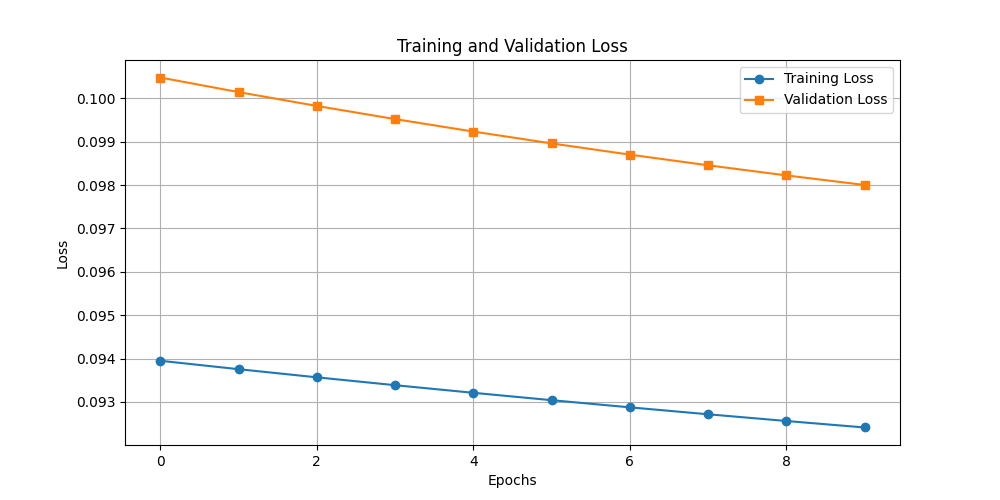 Training and Validation Loss
Training Loss
Validation Loss
0.100
0.099
0.098
0.097
0.096
0.095
0.094
0.093
Loss
0 2 4 6 8
Epochs